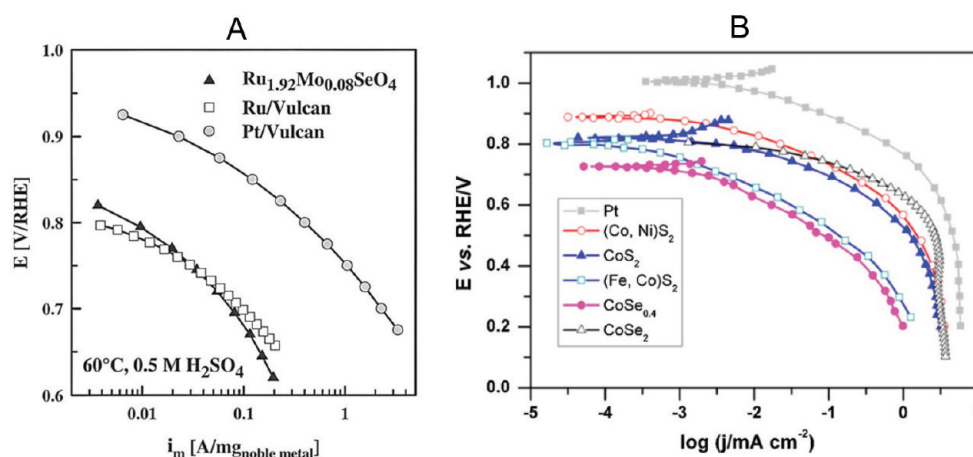 A
1.0
0.9
0.8
0.7
0.6
E [V/RHE]
Ru1.92Mo0.08SeO4
Ru/Vulcan
Pt/Vulcan
60°C, 0.5 M H2SO4
0.01
0.1
1
im [A/mgnoble metal]
B
1.0
0.8
0.6
0.4
0.2
0.0
E vs. RHE/V
Pt
(Co, Ni)S2
CoS2
(Fe, Co)S2
CoSe0.4
CoSe2
-5
-4
-3
-2
-1
0
log (j/mA cm-2)